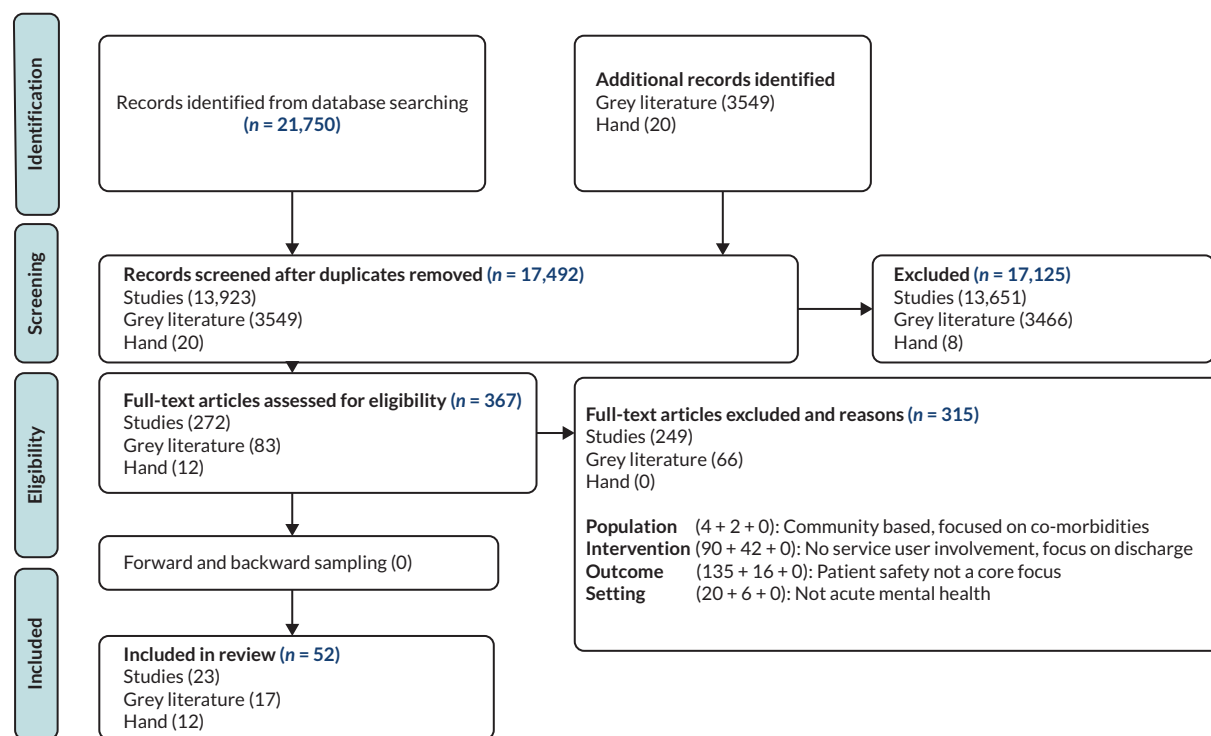 Identification
Records identified from database searching
(n = 21,750)
Additional records identified
Grey literature (3549)
Hand (20)
Screening
Records screened after duplicates removed (n = 17,492)
Studies (13,923)
Grey literature (3549)
Hand (20)
Excluded (n = 17,125)
Studies (13,651)
Grey literature (3466)
Hand (8)
Eligibility
Full-text articles assessed for eligibility (n = 367)
Studies (272)
Grey literature (83)
Hand (12)
Full-text articles excluded and reasons (n = 315)
Studies (249)
Grey literature (66)
Hand (0)
Population (4 + 2 + 0): Community based, focused on co-morbidities
Intervention (90 + 42 + 0): No service user involvement, focus on discharge
Outcome (135 + 16 + 0): Patient safety not a core focus
Setting (20 + 6 + 0): Not acute mental health
Forward and backward sampling (0)
Included
Included in review (n = 52)
Studies (23)
Grey literature (17)
Hand (12)